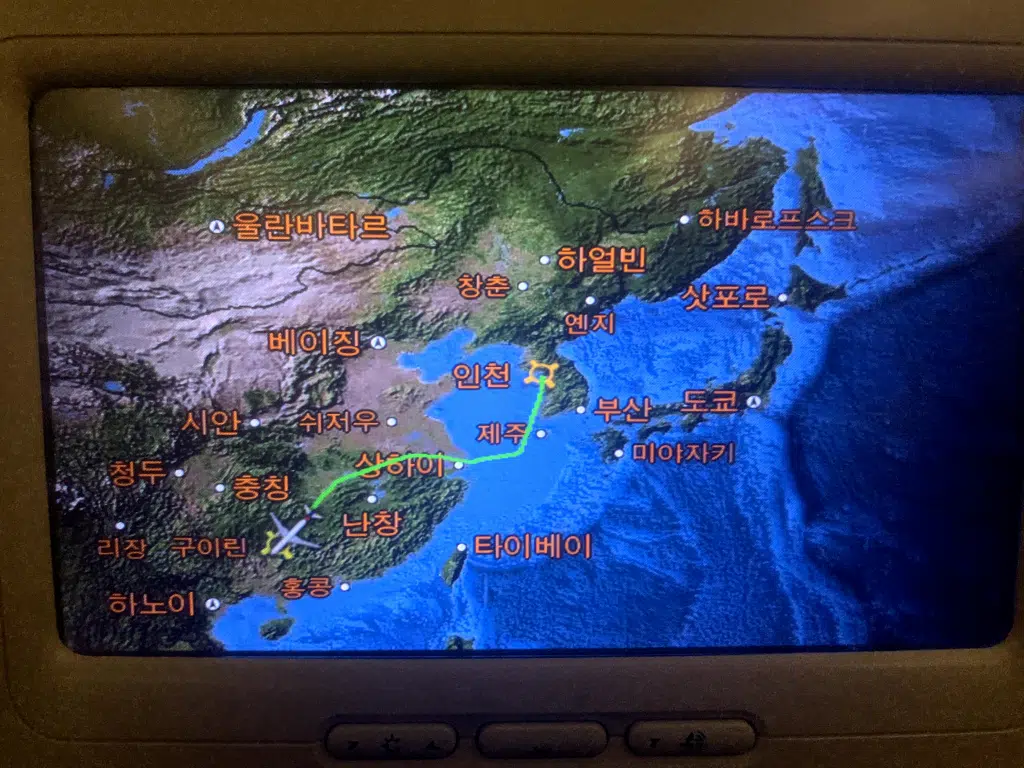 울란바타르
하바로프스크
하얼빈
창춘
삿포로
옌지
베이징
인천
부산
도쿄
시안
쉬저우
제주
미야자키
청두
상하이
충칭
난창
리장
구이린
타이베이
홍콩
하노이